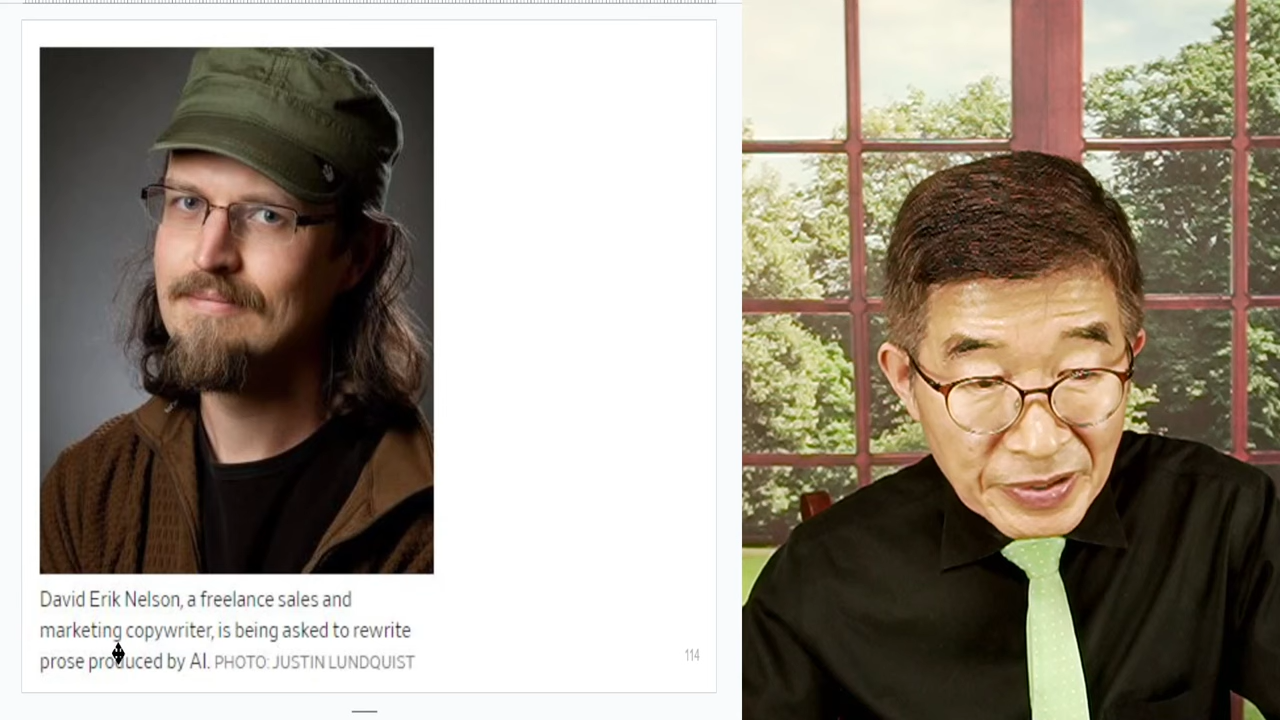 David Erik Nelson, a freelance sales and
marketing copywriter, is being asked to rewrite
prose produced by AI. PHOTO: JUSTIN LUNDQUIST
114